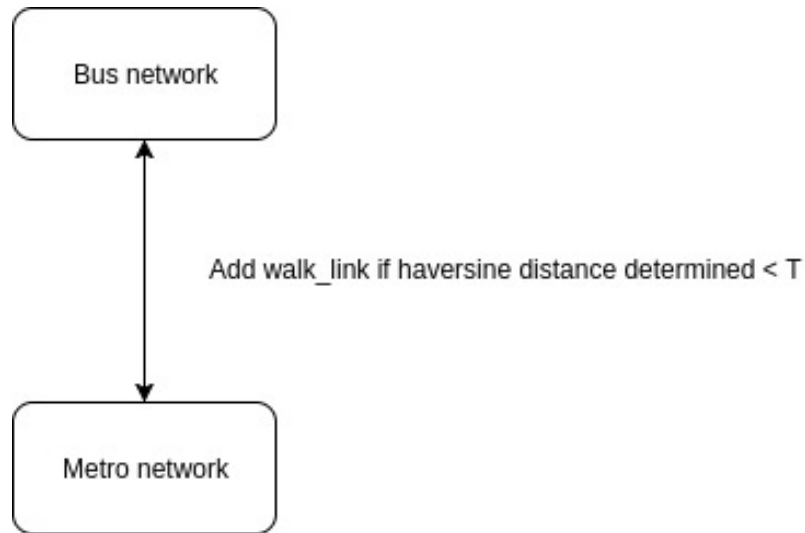 Bus network
Add walk_link if haversine distance determined < T
Metro network